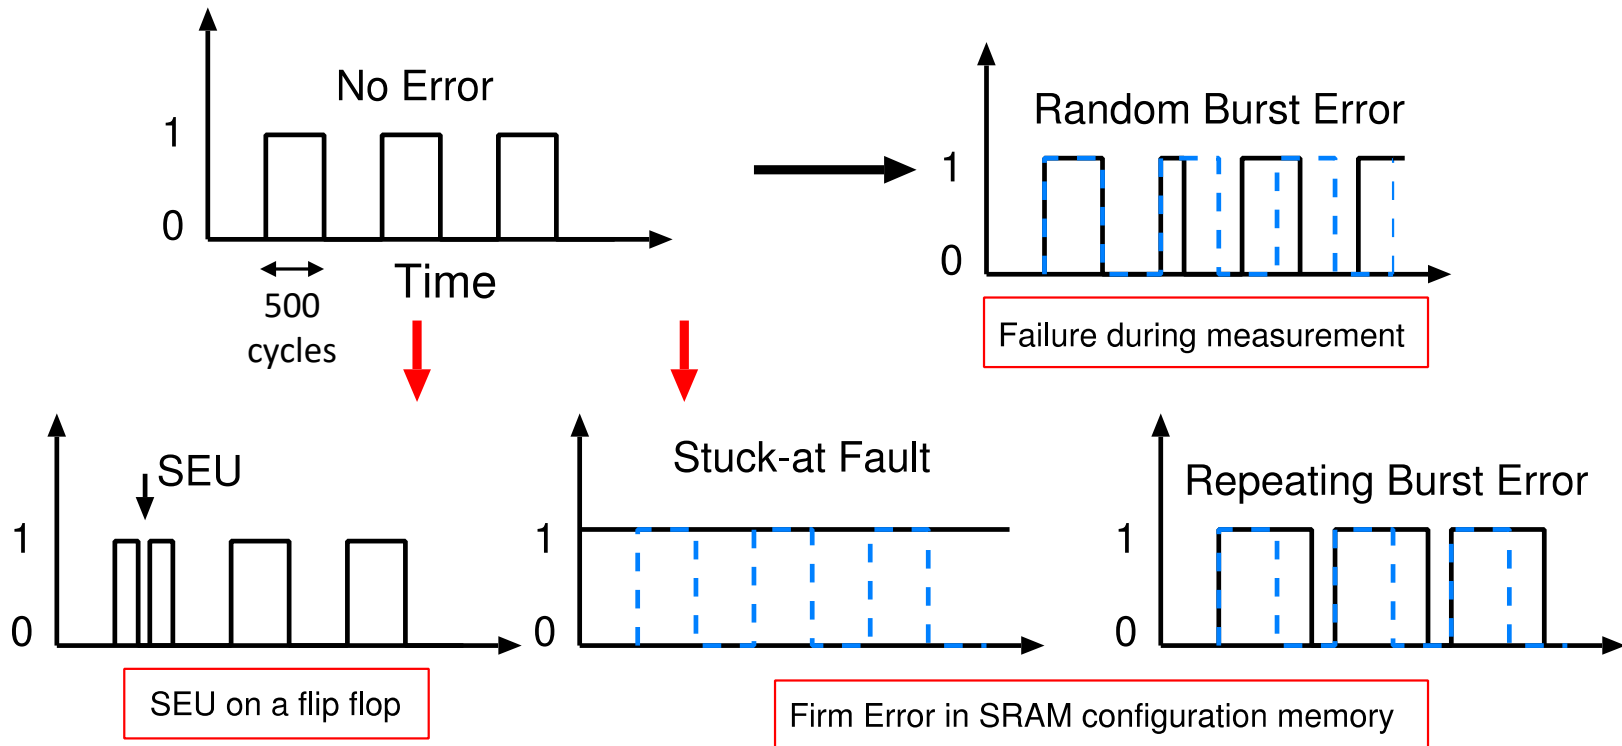 No Error
1
0
Time
500
cycles
Random Burst Error
1
0
Failure during measurement
SEU
1
0
SEU on a flip flop
Stuck-at Fault
1
0
Repeating Burst Error
1
0
Firm Error in SRAM configuration memory